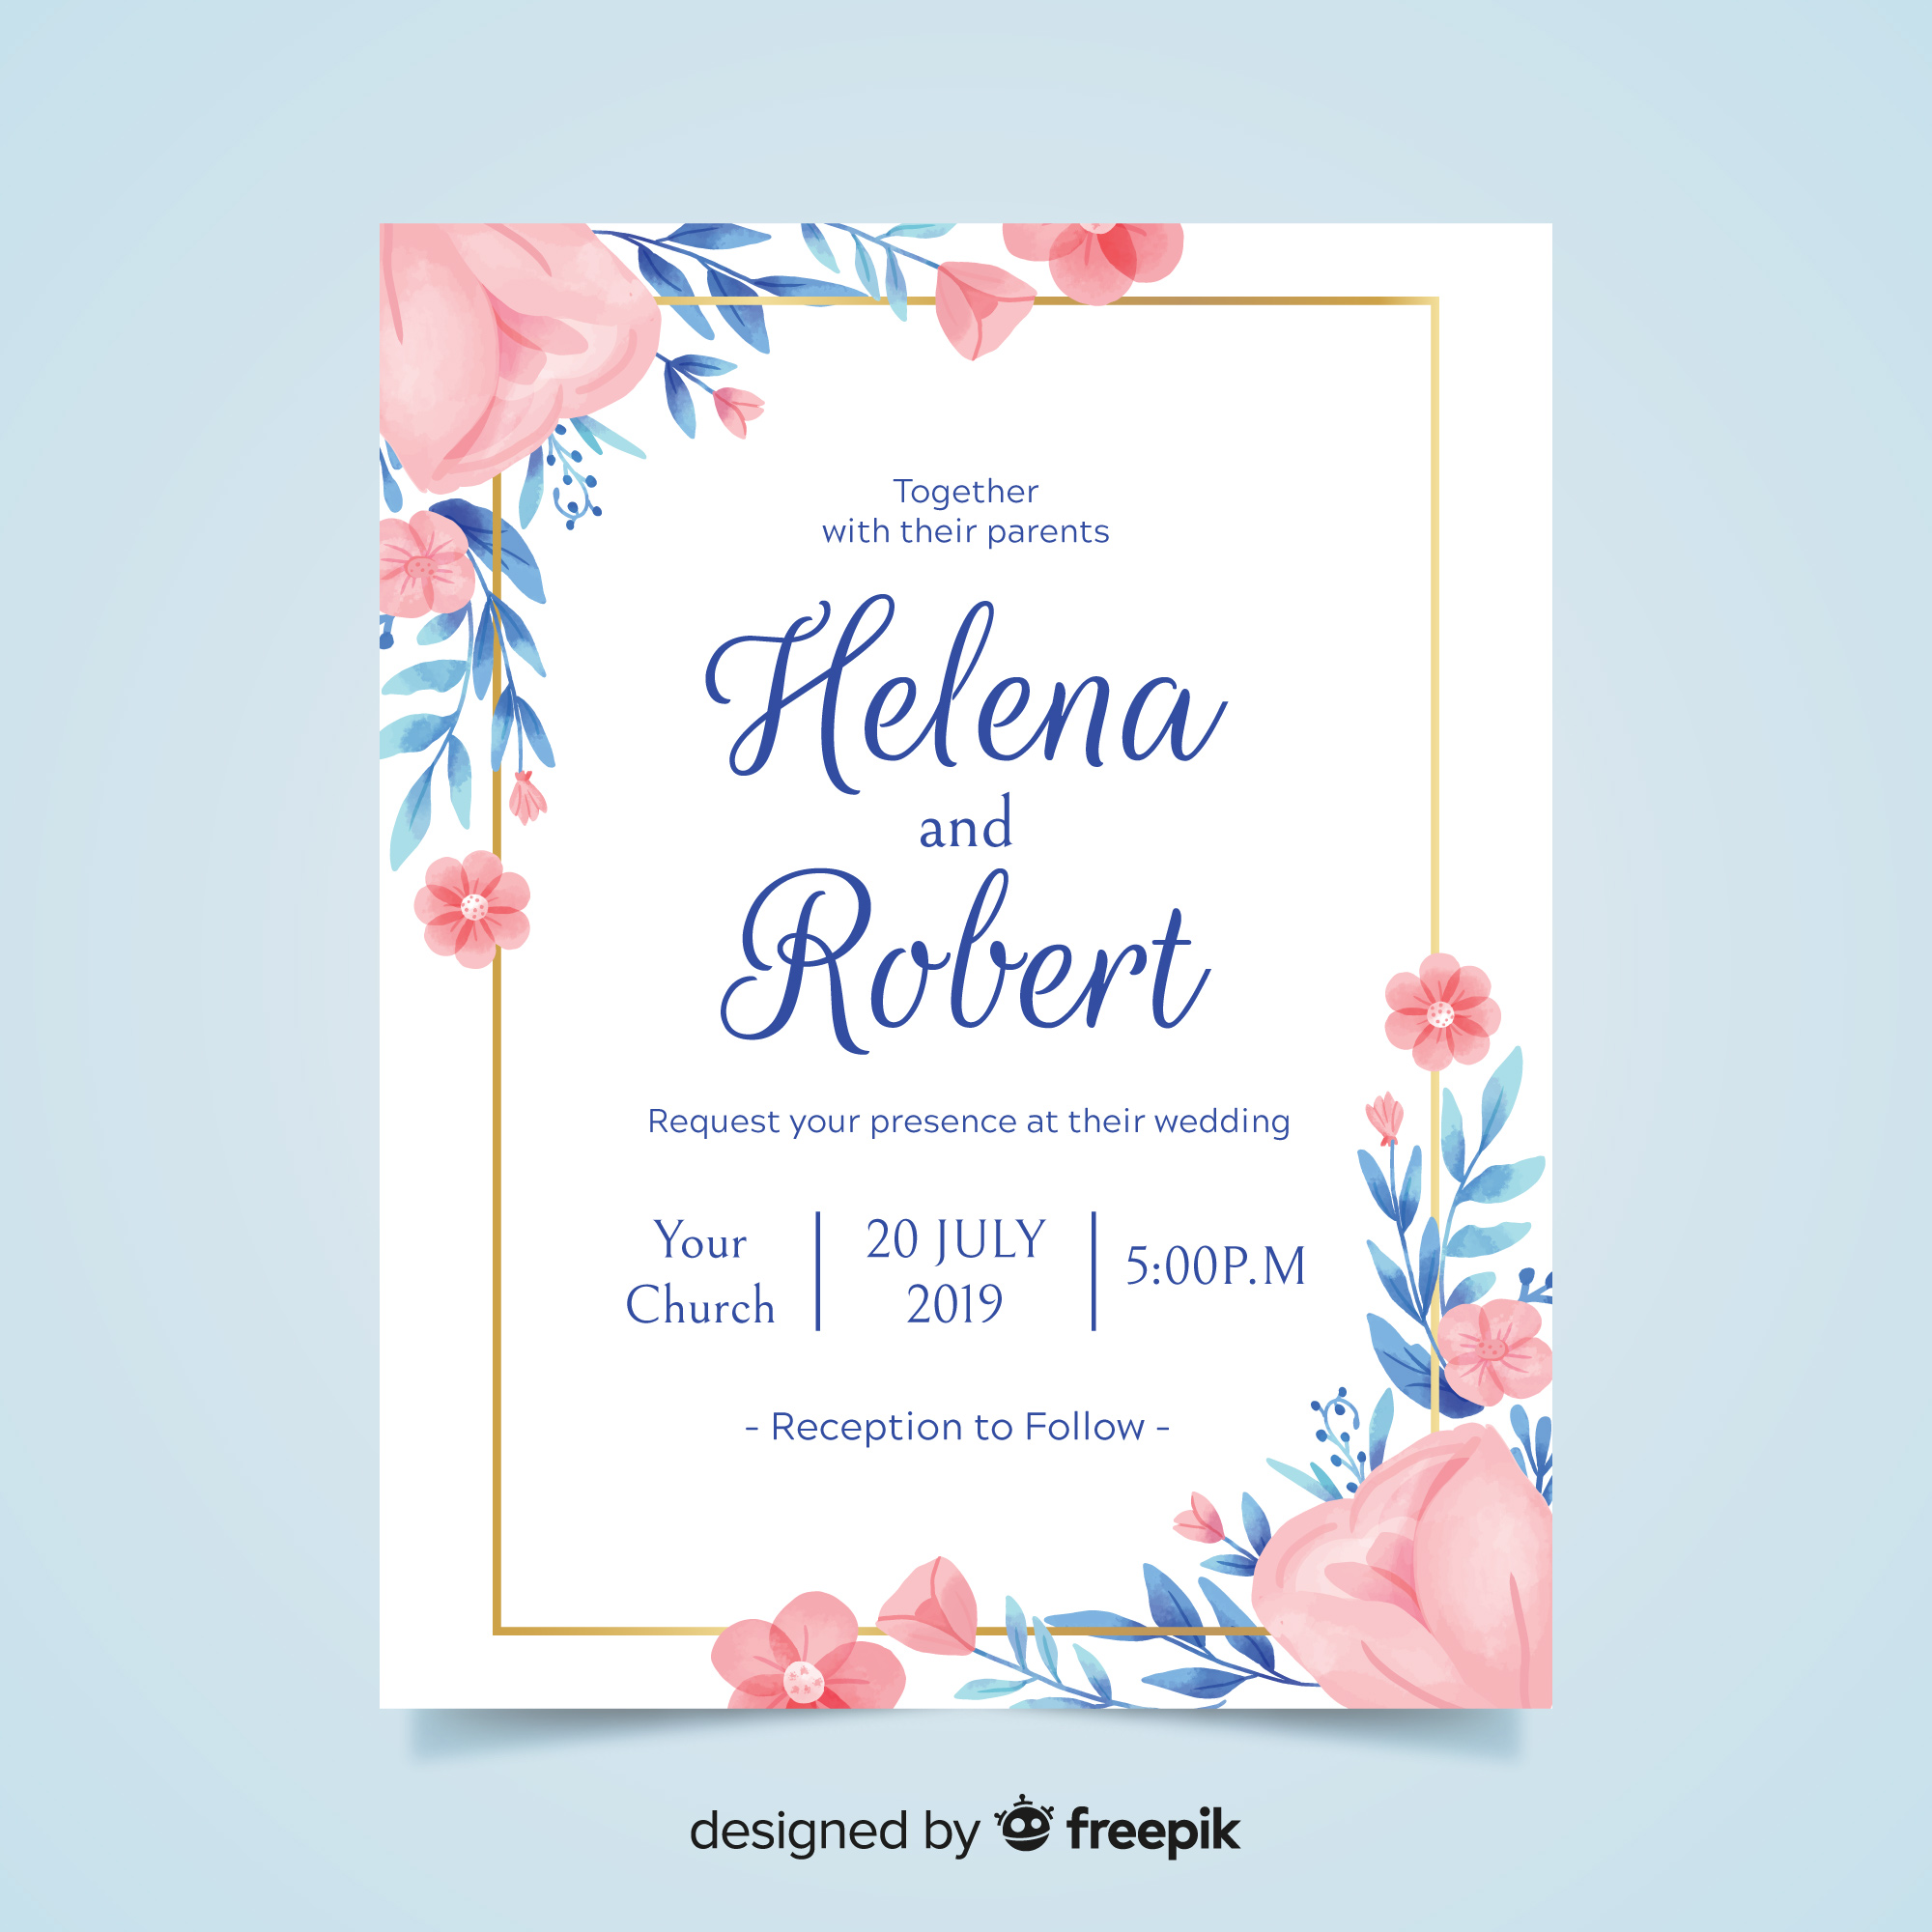 Together
with their parents
Helena
and
Robert
Request your presence at their wedding
Your
Church
20 JULY
2019
5:00P.M
- Reception to Follow -
designed by freepik